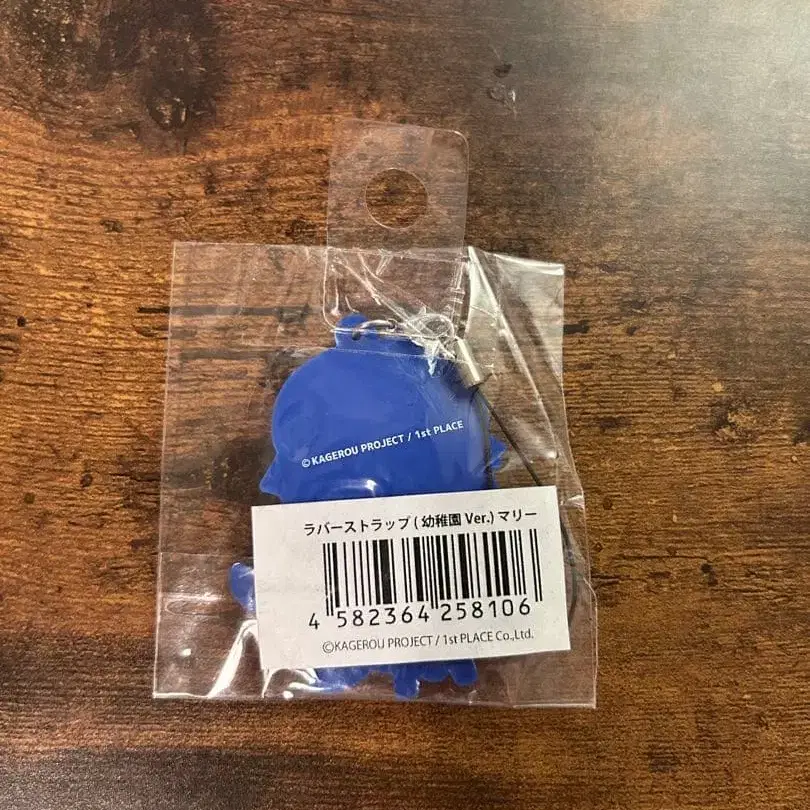 ©KAGEROU PROJECT / 1st PLACE
ラバーストラップ ( 幼稚園 Ver.) マリー
4 582364 258106
©KAGEROU PROJECT / 1st PLACE Co.,Ltd.